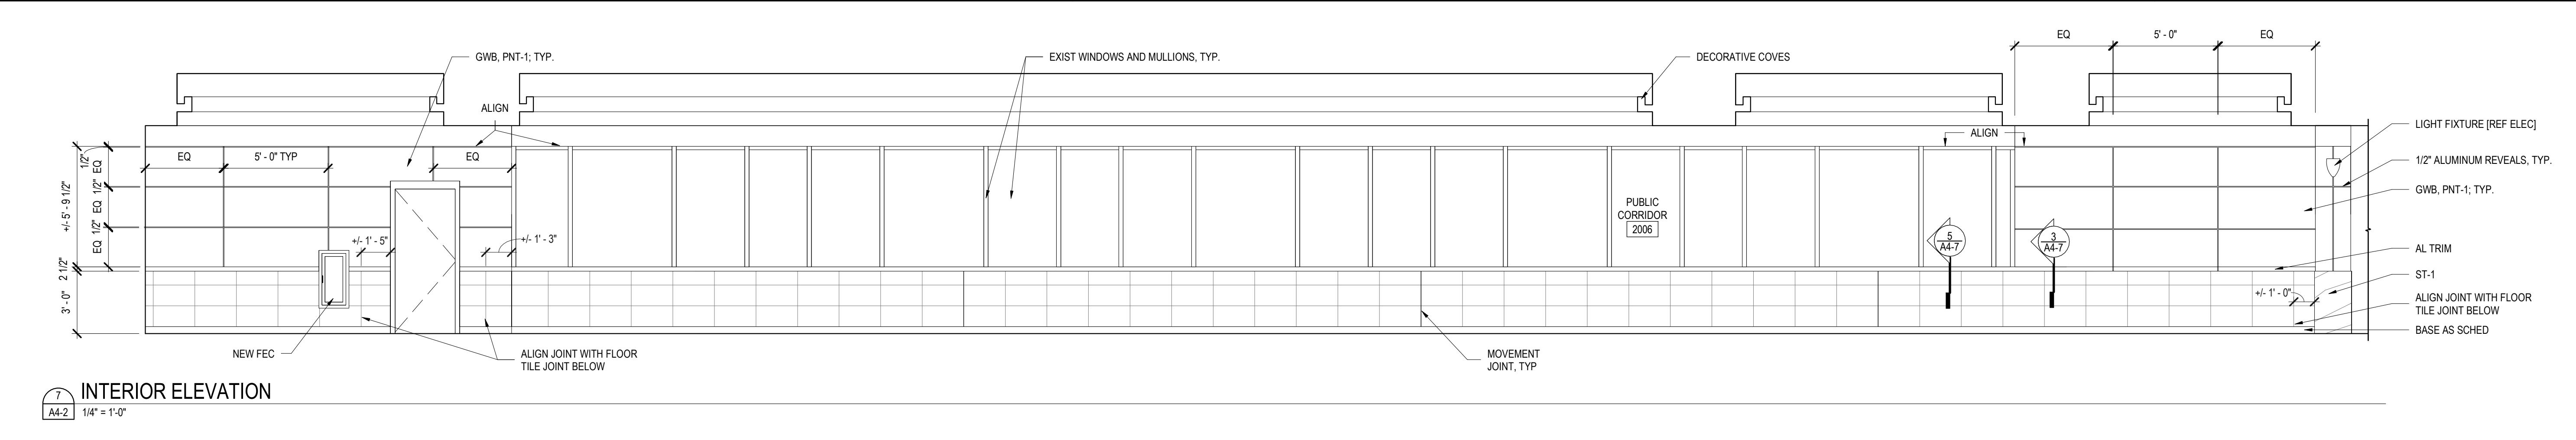 EQ
5' - 0"
EQ
GWB, PNT-1; TYP.
EXIST WINDOWS AND MULLIONS, TYP.
DECORATIVE COVES
ALIGN
ALIGN
LIGHT FIXTURE [REF ELEC]
1/2" ALUMINUM REVEALS, TYP.
GWB, PNT-1; TYP.
AL TRIM
ST-1
ALIGN JOINT WITH FLOOR
TILE JOINT BELOW
BASE AS SCHED
EQ
5' - 0" TYP
EQ
1/2"
EQ
1/2"
EQ
1/2"
EQ
+/- 5' - 9 1/2"
2 1/2"
3' - 0"
+/- 1' - 5"
+/- 1' - 3"
PUBLIC
CORRIDOR
2006
5
A4-7
3
A4-7
+/- 1' - 0"
NEW FEC
ALIGN JOINT WITH FLOOR
TILE JOINT BELOW
MOVEMENT
JOINT, TYP
7
A4-2
INTERIOR ELEVATION
1/4" = 1'-0"